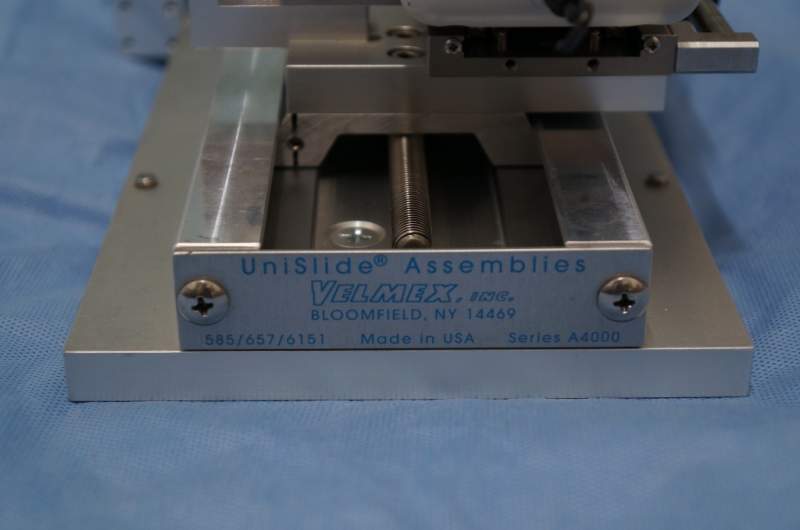 UniSlide® Assemblies
VELMEX, INC.
BLOOMFIELD, NY 14469
585/657/6151 Made in USA Series A4000